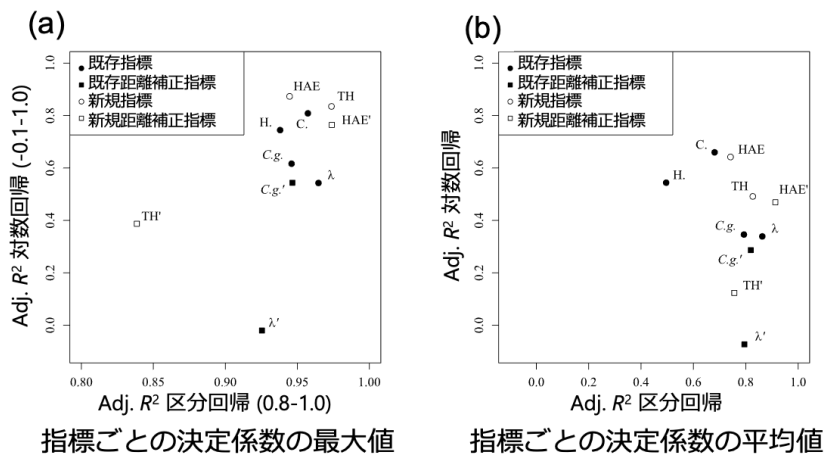 (a)
既存指標
既存距離補正指標
新規指標
新規距離補正指標
HAE
TH
H.
C.
HAE'
C.g.
C.g.'
λ
TH'
λ'
Adj. R² 対数回帰 (-0.1-1.0)
0.0 0.2 0.4 0.6 0.8 1.0
0.80 0.85 0.90 0.95 1.00
Adj. R² 区分回帰 (0.8-1.0)
指標ごとの決定係数の最大値
(b)
既存指標
既存距離補正指標
新規指標
新規距離補正指標
C.
HAE
H.
TH
HAE'
C.g.
λ
C.g.'
TH'
λ'
Adj. R² 対数回帰
0.0 0.2 0.4 0.6 0.8 1.0
0.0 0.2 0.4 0.6 0.8 1.0
Adj. R² 区分回帰
指標ごとの決定係数の平均値